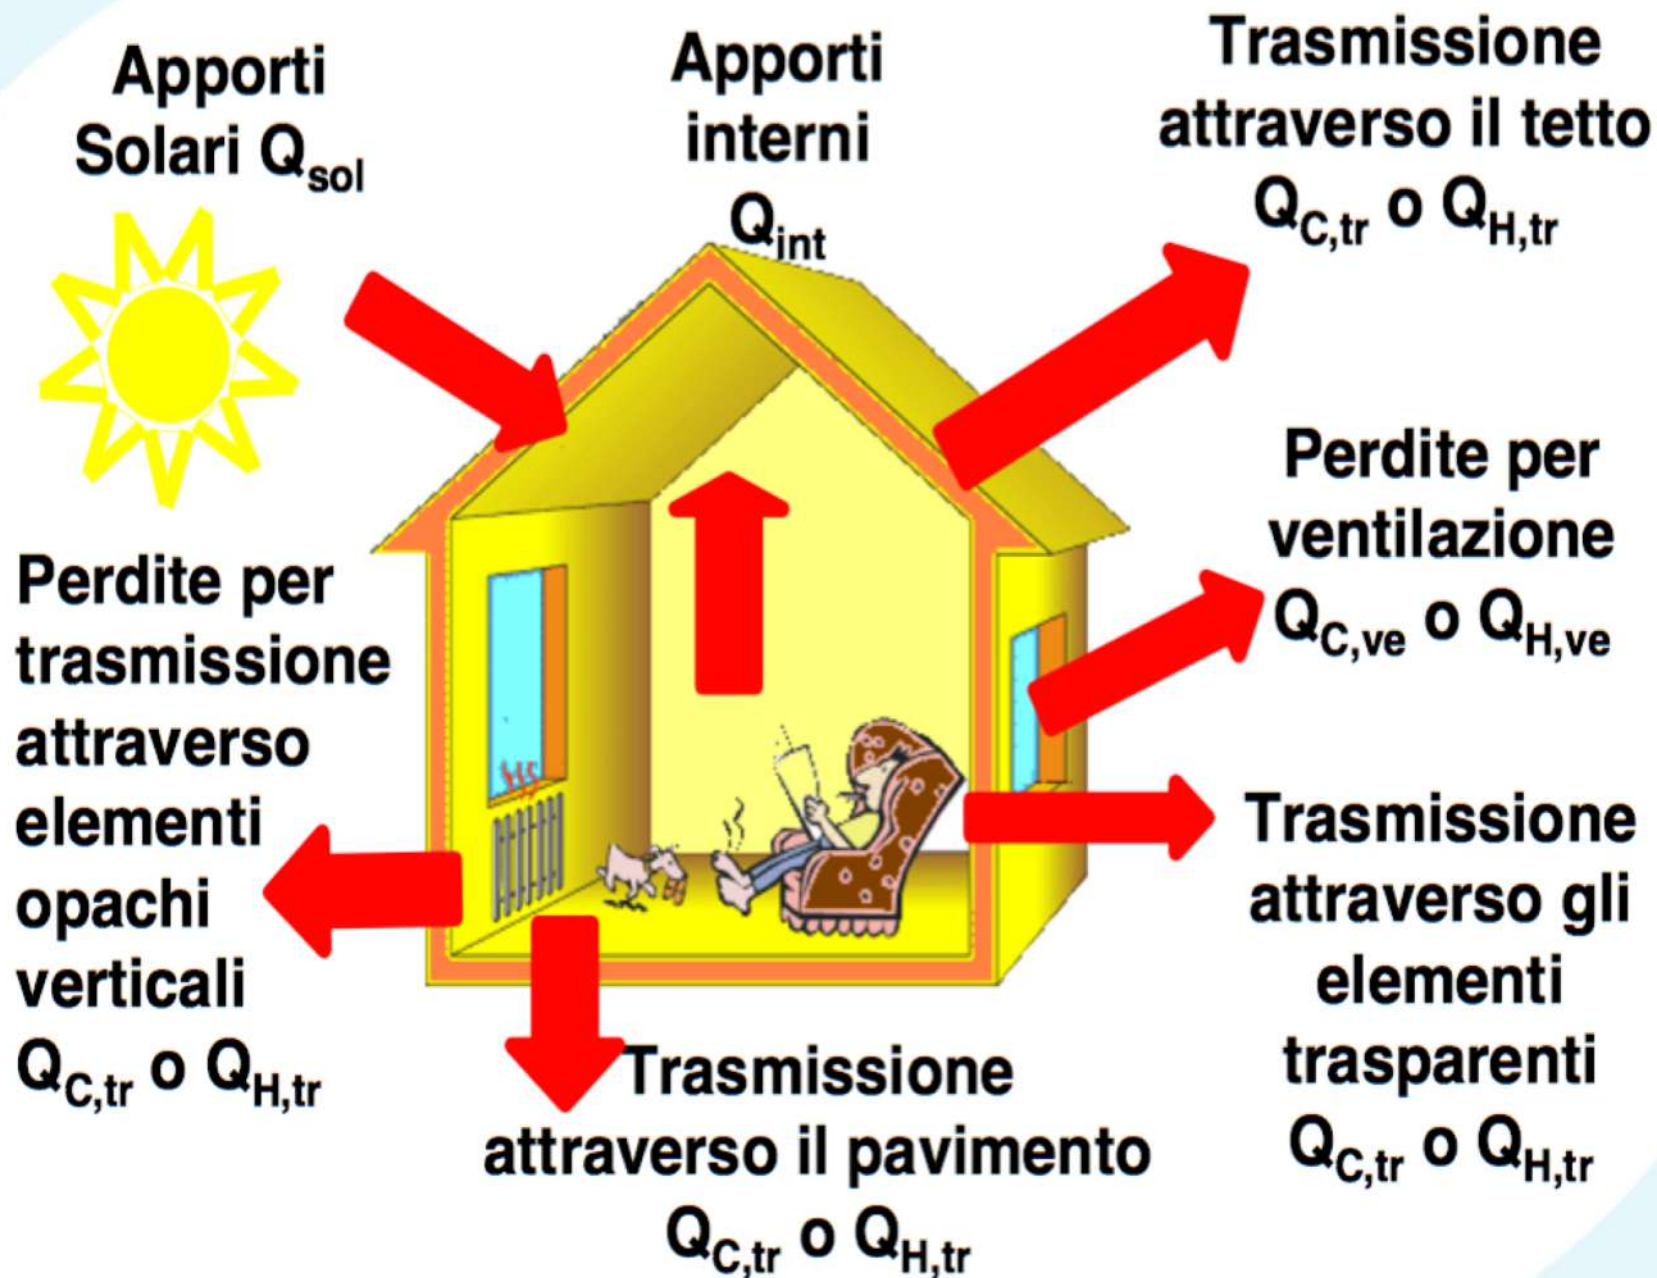 Apporti
Solari Qsol
Apporti
interni
Qint
Trasmissione
attraverso il tetto
QC,tr o QH,tr
Perdite per
ventilazione
QC,ve o QH,ve
Perdite per
trasmissione
attraverso
elementi
opachi
verticali
QC,tr o QH,tr
Trasmissione
attraverso gli
elementi
trasparenti
QC,tr o QH,tr
Trasmissione
attraverso il pavimento
QC,tr o QH,tr